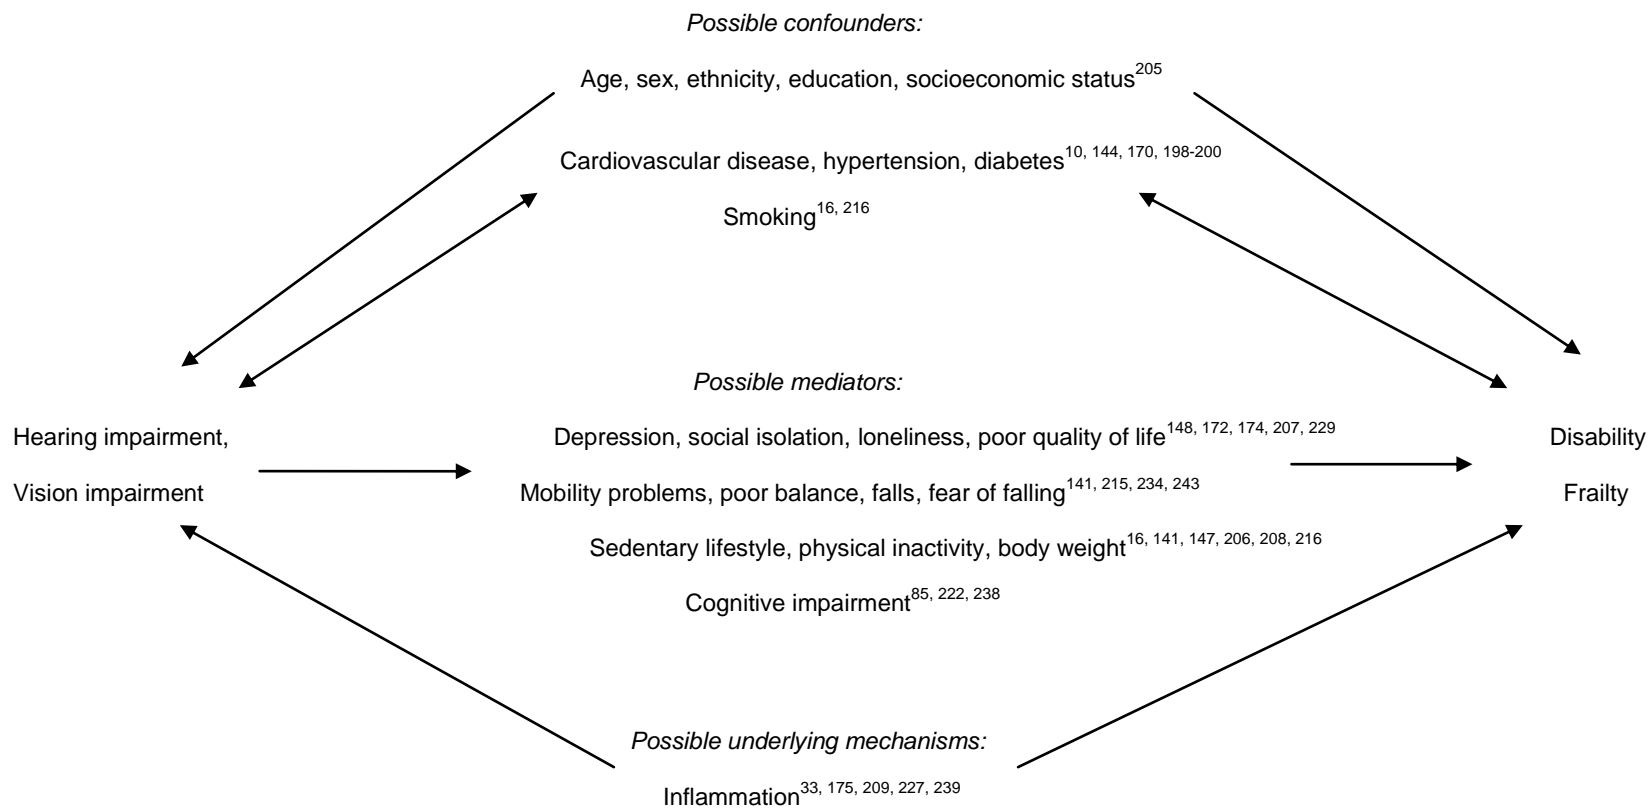 Possible confounders:
Age, sex, ethnicity, education, socioeconomic status205
Cardiovascular disease, hypertension, diabetes10, 144, 170, 198-200
Smoking16, 216
Possible mediators:
Hearing impairment,
Vision impairment
Depression, social isolation, loneliness, poor quality of life148, 172, 174, 207, 229
Mobility problems, poor balance, falls, fear of falling141, 215, 234, 243
Sedentary lifestyle, physical inactivity, body weight16, 141, 147, 206, 208, 216
Cognitive impairment85, 222, 238
Disability
Frailty
Possible underlying mechanisms:
Inflammation33, 175, 209, 227, 239